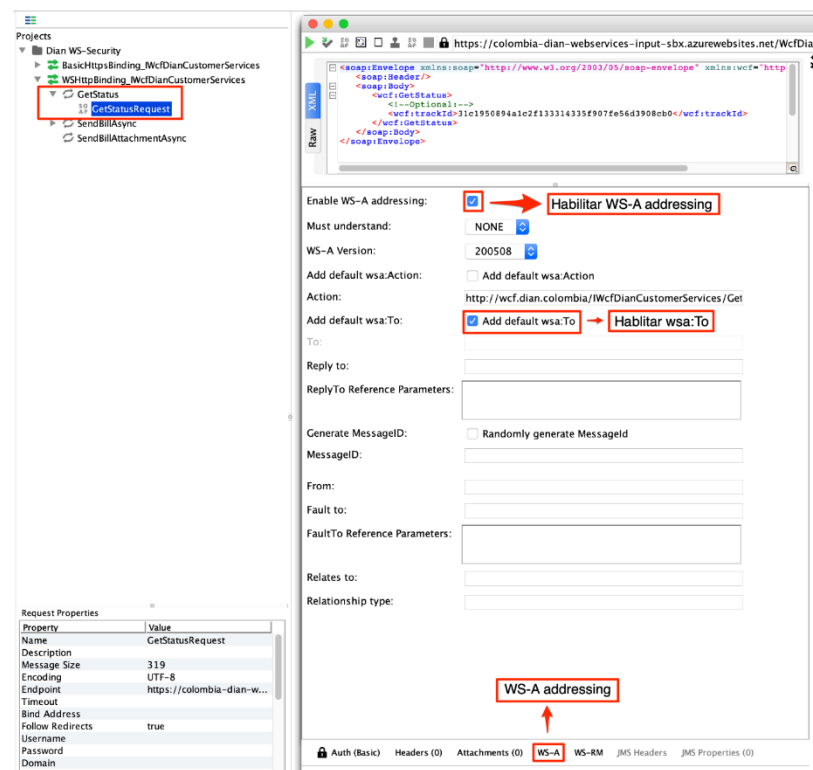 Projects
Dian WS-Security
BasicHttpsBinding_IWcfDianCustomerServices
WSHttpBinding_IWcfDianCustomerServices
GetStatus
GetStatusRequest
SendBillAsync
SendBillAttachmentAsync
https://colombia-dian-webservices-input-sbx.azurewebsites.net/WcfDia
XML
Raw
<soap:Envelope xmlns:soap="http://www.w3.org/2003/05/soap-envelope" xmlns:wcf="http
<soap:Header/>
<soap:Body>
<wcf:GetStatus>
<!--Optional:-->
<wcf:trackId>31c1950894a1c2f133314335f907fe56d3908cb0</wcf:trackId>
</wcf:GetStatus>
</soap:Body>
</soap:Envelope>
Enable WS-A addressing: Habilitar WS-A addressing
Must understand: NONE
WS-A Version: 200508
Add default wsa:Action: Add default wsa:Action
Action: http://wcf.dian.colombia/IWcfDianCustomerServices/Get
Add default wsa:To: Add default wsa:To Hablitar wsa:To
To:
Reply to:
ReplyTo Reference Parameters:
Generate MessageID: Randomly generate MessageId
MessageID:
From:
Fault to:
FaultTo Reference Parameters:
Relates to:
Relationship type:
Request Properties
Property Value
Name GetStatusRequest
Description
Message Size 319
Encoding UTF-8
Endpoint https://colombia-dian-w...
Timeout
Bind Address
Follow Redirects true
Username
Password
Domain
WS-A addressing
Auth (Basic) Headers (0) Attachments (0) WS-A WS-RM JMS Headers JMS Properties (0)